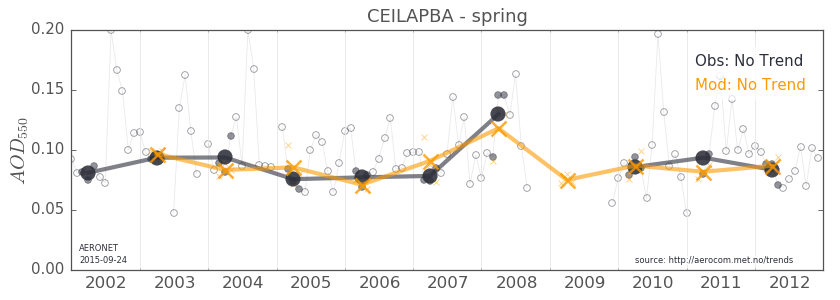 CEILAPBA - spring
0.20
0.15
0.10
0.05
0.00
AOD550
Obs: No Trend
Mod: No Trend
AERONET
2015-09-24
source: http://aerocom.met.no/trends
2002 2003 2004 2005 2006 2007 2008 2009 2010 2011 2012